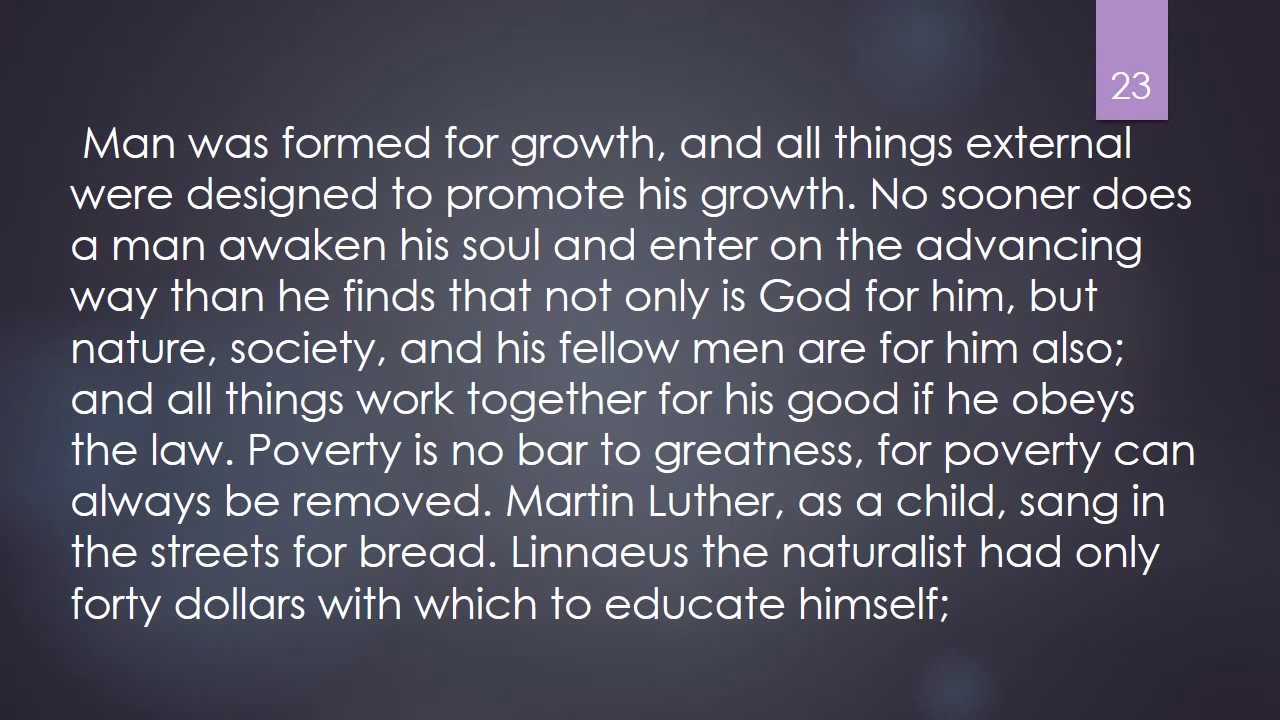 23
Man was formed for growth, and all things external
were designed to promote his growth. No sooner does
a man awaken his soul and enter on the advancing
way than he finds that not only is God for him, but
nature, society, and his fellow men are for him also;
and all things work together for his good if he obeys
the law. Poverty is no bar to greatness, for poverty can
always be removed. Martin Luther, as a child, sang in
the streets for bread. Linnaeus the naturalist had only
forty dollars with which to educate himself;